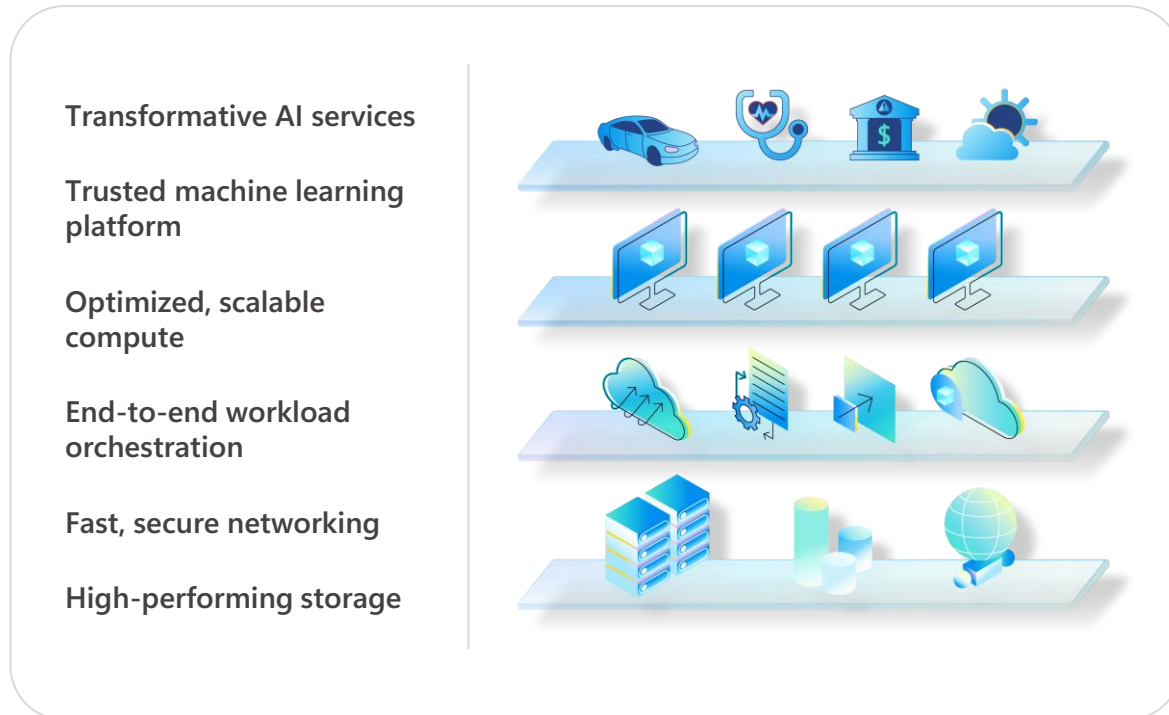 Transformative AI services
Trusted machine learning
platform
Optimized, scalable
compute
End-to-end workload
orchestration
Fast, secure networking
High-performing storage
$